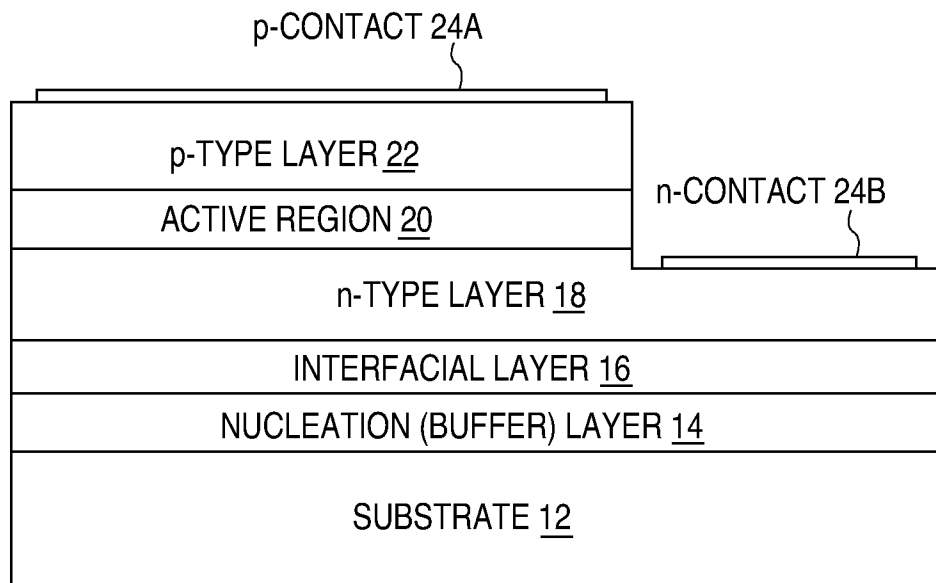 p-CONTACT 24A
p-TYPE LAYER 22
n-CONTACT 24B
ACTIVE REGION 20
n-TYPE LAYER 18
INTERFACIAL LAYER 16
NUCLEATION (BUFFER) LAYER 14
SUBSTRATE 12